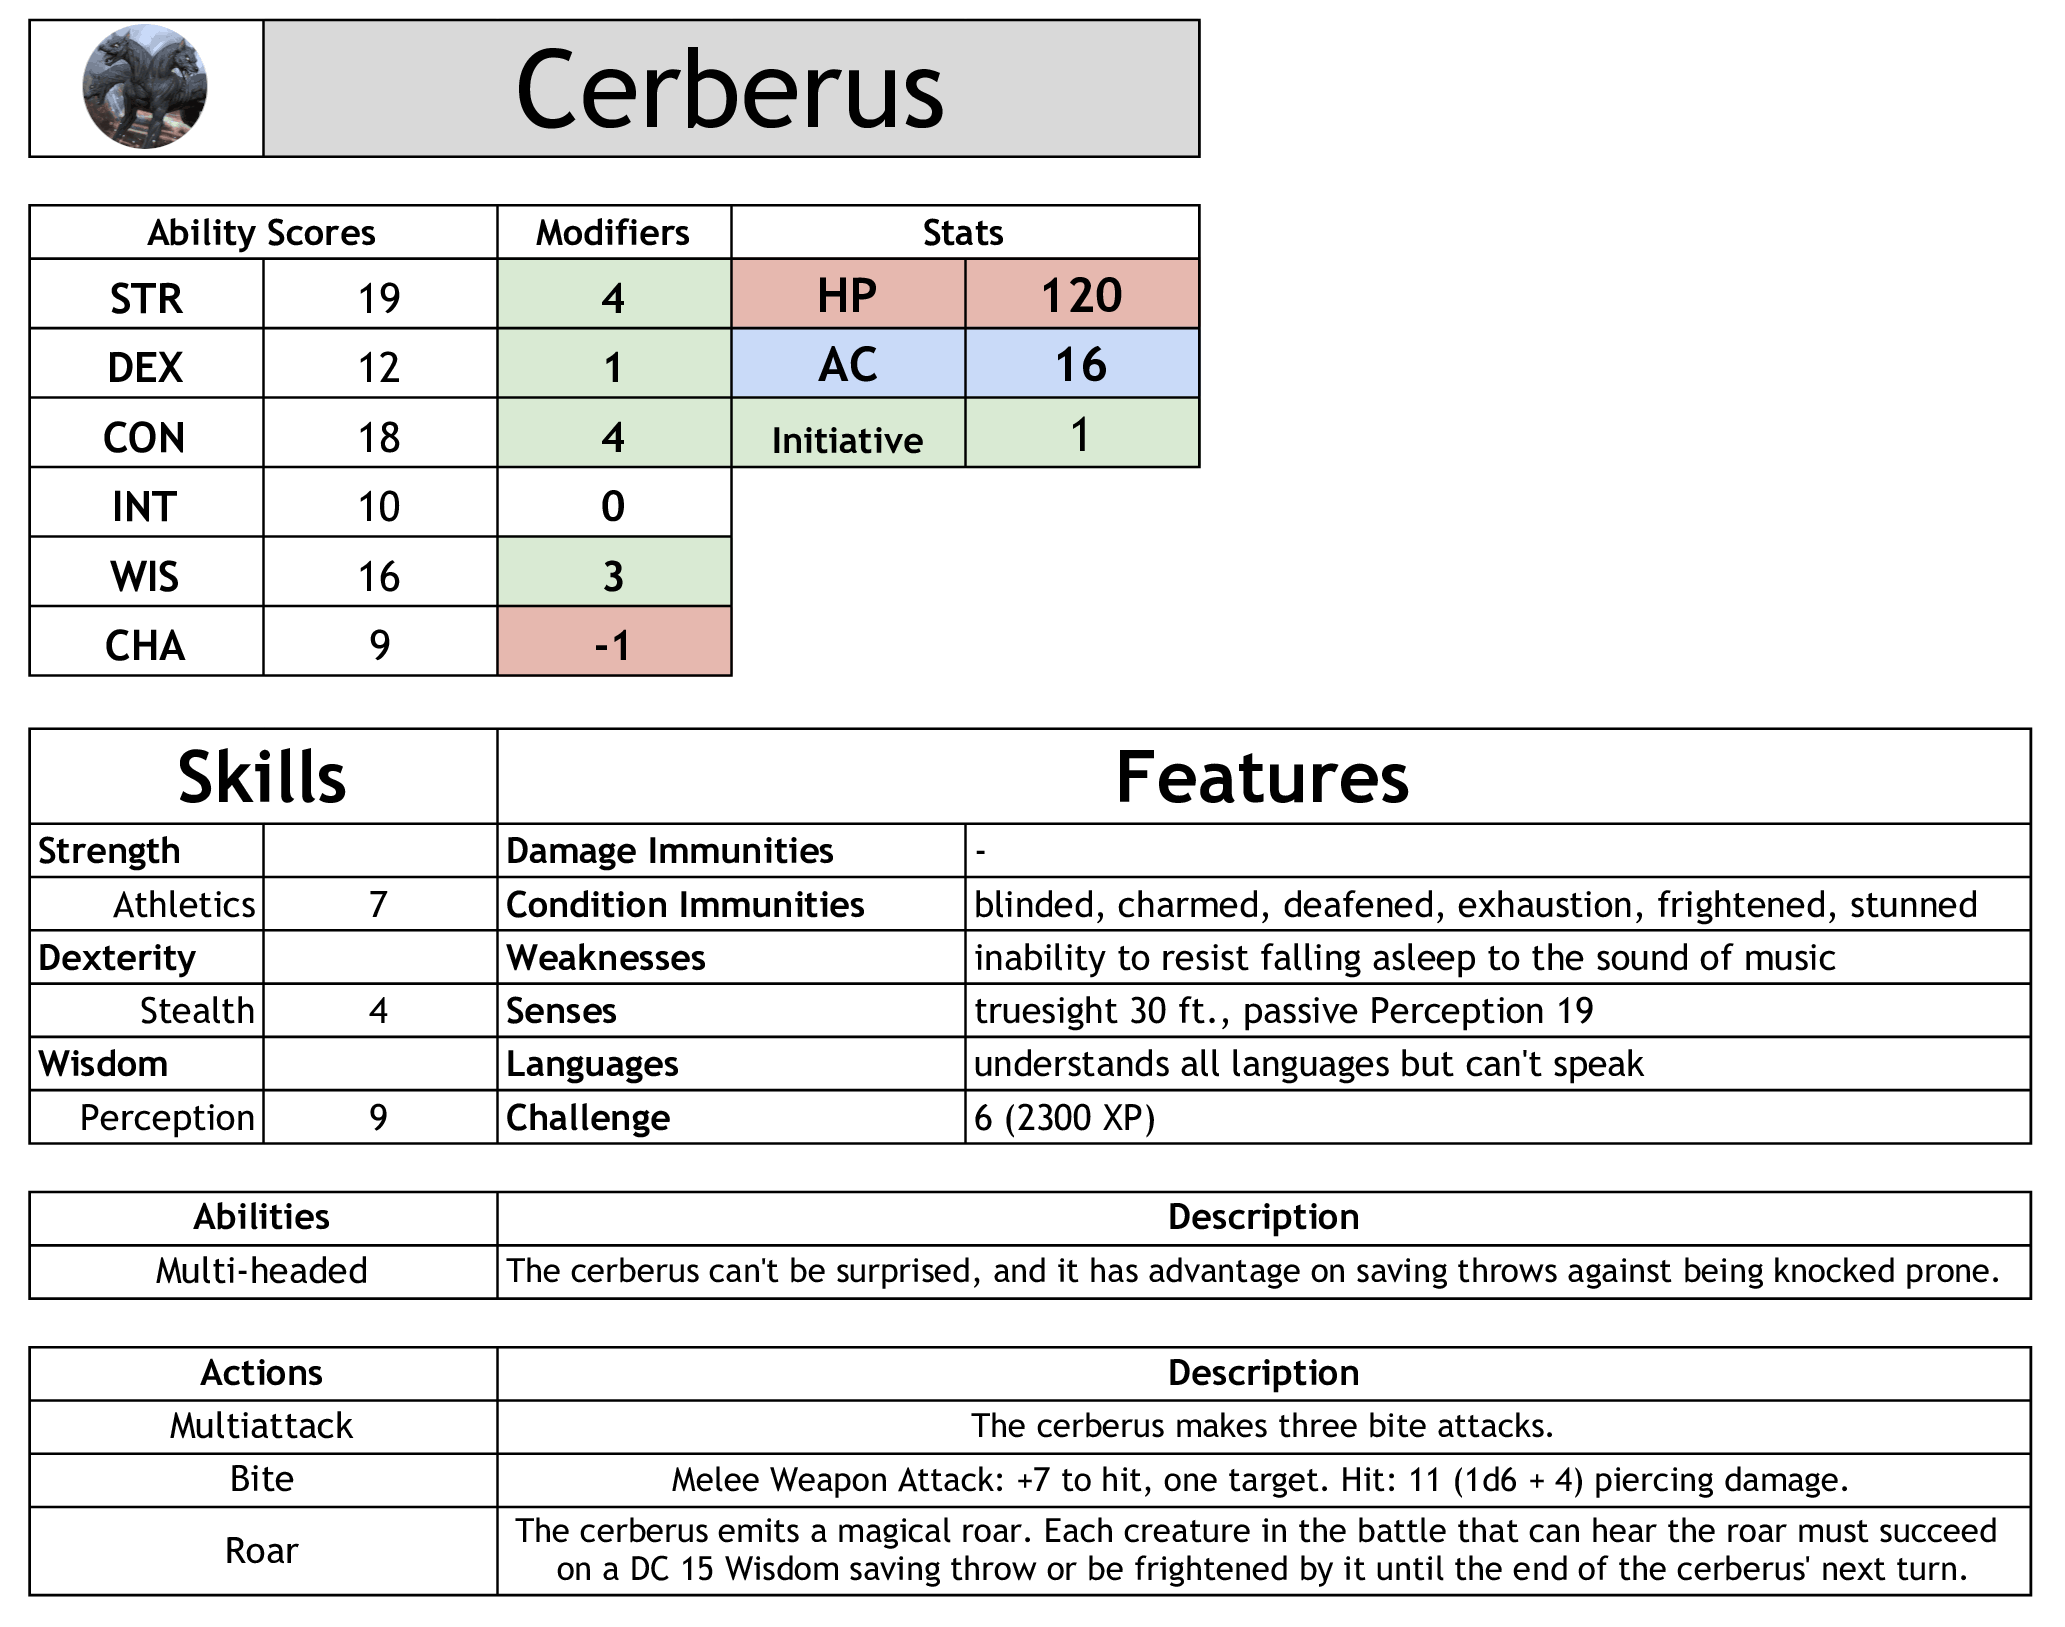 Cerberus
Ability Scores Modifiers Stats
STR 19 4 HP 120
DEX 12 1 AC 16
CON 18 4 Initiative 1
INT 10 0
WIS 16 3
CHA 9 -1
Skills Features
Strength Damage Immunities -
Athletics 7 Condition Immunities blinded, charmed, deafened, exhaustion, frightened, stunned
Dexterity Weaknesses inability to resist falling asleep to the sound of music
Stealth 4 Senses truesight 30 ft., passive Perception 19
Wisdom Languages understands all languages but can't speak
Perception 9 Challenge 6 (2300 XP)
Abilities Description
Multi-headed The cerberus can't be surprised, and it has advantage on saving throws against being knocked prone.
Actions Description
Multiattack The cerberus makes three bite attacks.
Bite Melee Weapon Attack: +7 to hit, one target. Hit: 11 (1d6 + 4) piercing damage.
Roar The cerberus emits a magical roar. Each creature in the battle that can hear the roar must succeed
on a DC 15 Wisdom saving throw or be frightened by it until the end of the cerberus' next turn.